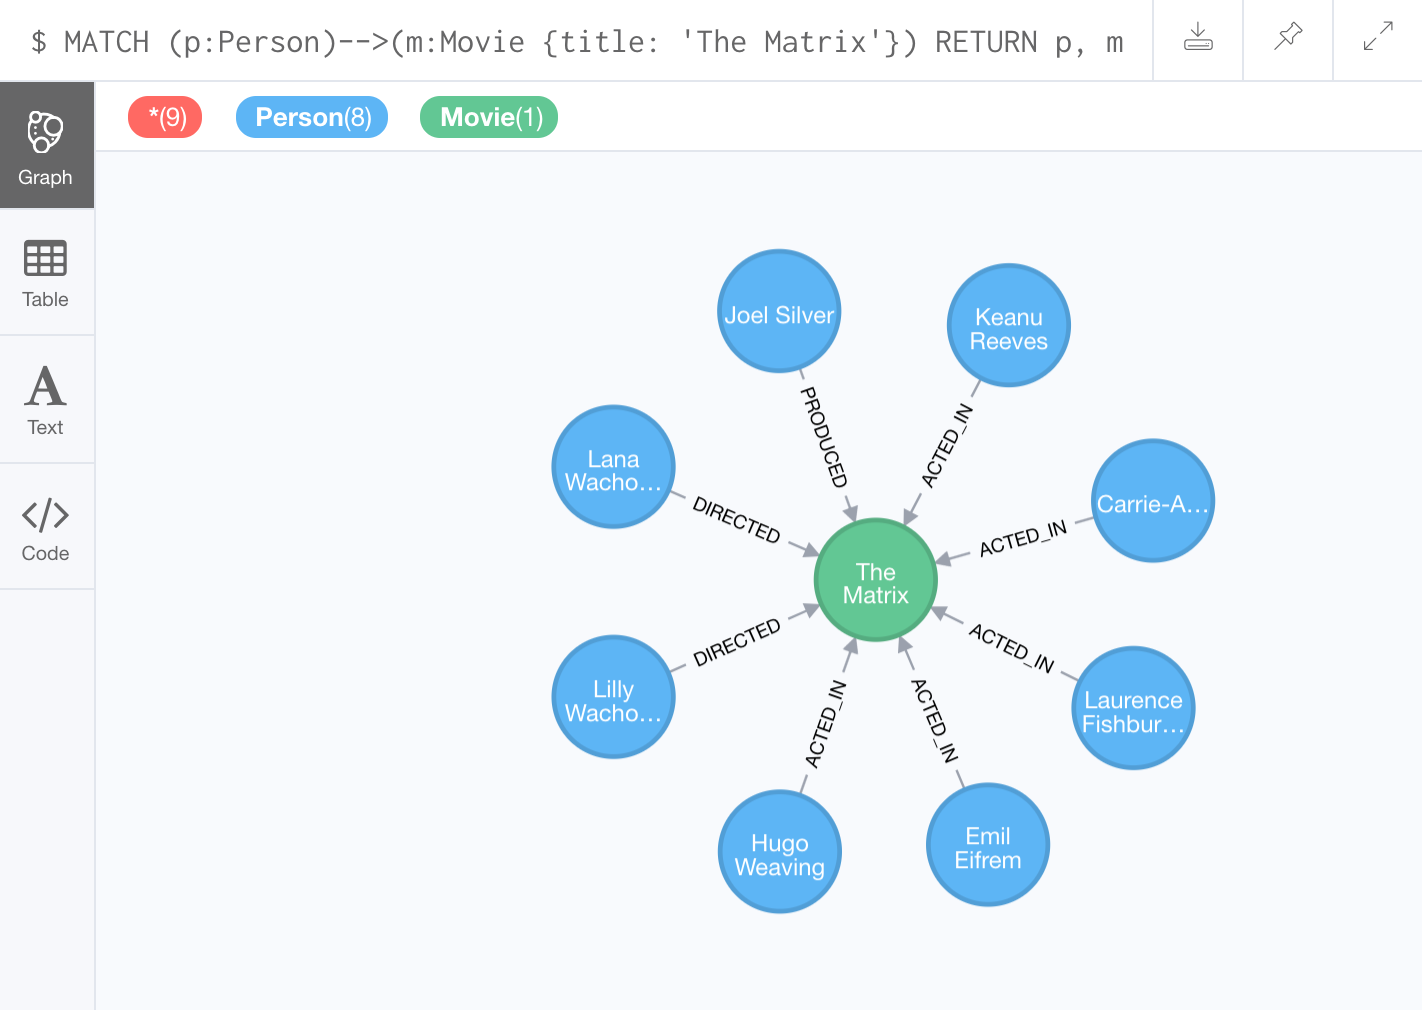 $ MATCH (p:Person)-->(m:Movie {title: 'The Matrix'}) RETURN p, m
*(9) Person(8) Movie(1)
Graph
Table
Text
Code
Joel Silver
Keanu
Reeves
PRODUCED
ACTED_IN
Lana
Wacho...
Carrie-A...
DIRECTED
ACTED_IN
The
Matrix
DIRECTED
ACTED_IN
Lilly
Wacho...
Laurence
Fishbur...
ACTED_IN
ACTED_IN
Hugo
Weaving
Emil
Eifrem